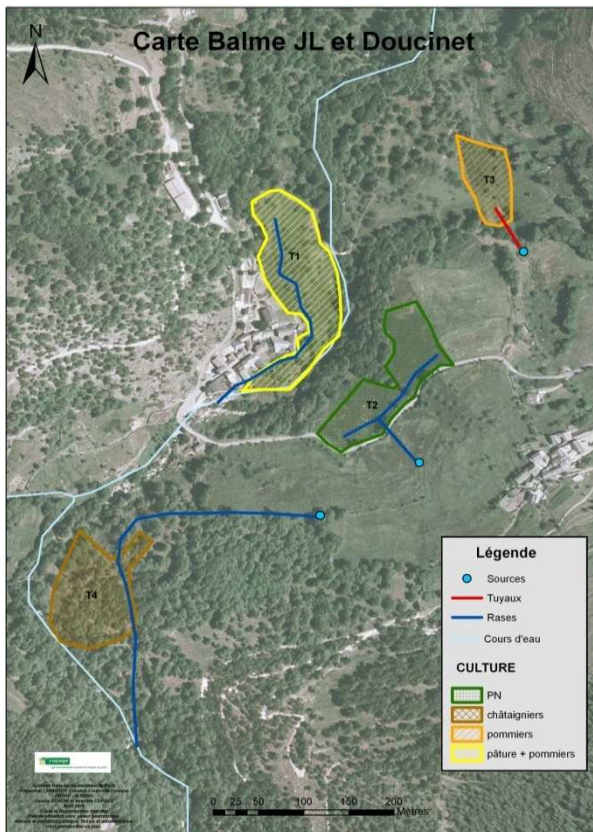 Carte Balme JL et Doucinet
N
T3
T1
T2
T4
Légende
Sources
Tuyaux
Rases
Cours d'eau
CULTURE
PN
châtaigniers
pommiers
pâture + pommiers
copage
0 25 50 100 150 200
Mètres